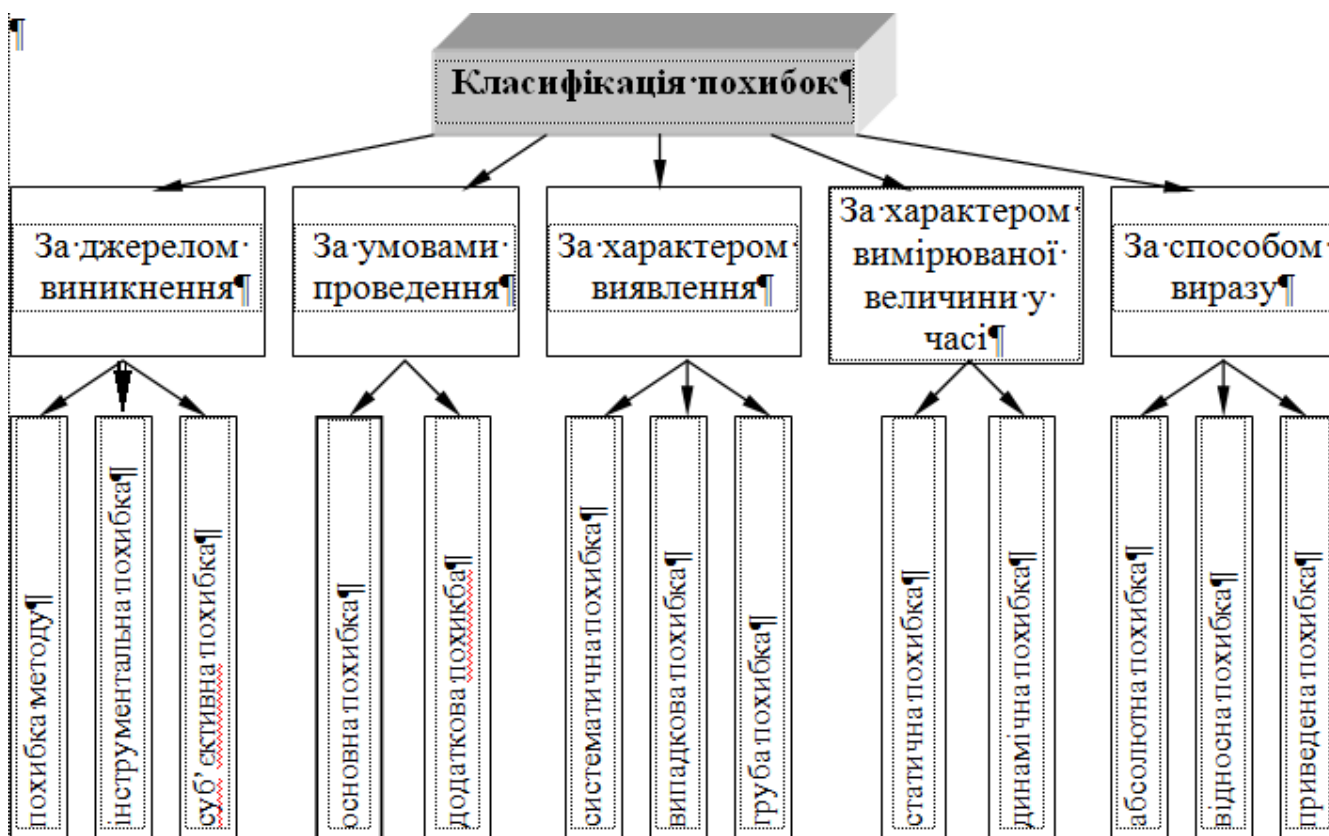 ¶
Класифікація·похибок¶
За·джерелом·
виникнення¶
За·умовами·
проведення¶
За·характером·
виявлення¶
За·характером·
вимірюваної·
величини·у·
часі¶
За·способом·
виразу¶
похибка методу¶
інструментальна похибка¶
суб’єктивна похибка¶
основна похибка¶
додаткова похикба¶
систематична похибка¶
випадкова похибка¶
груба похибка¶
статична похибка¶
динамічна похибка¶
абсолютна похибка¶
відносна похибка¶
приведена похибка¶